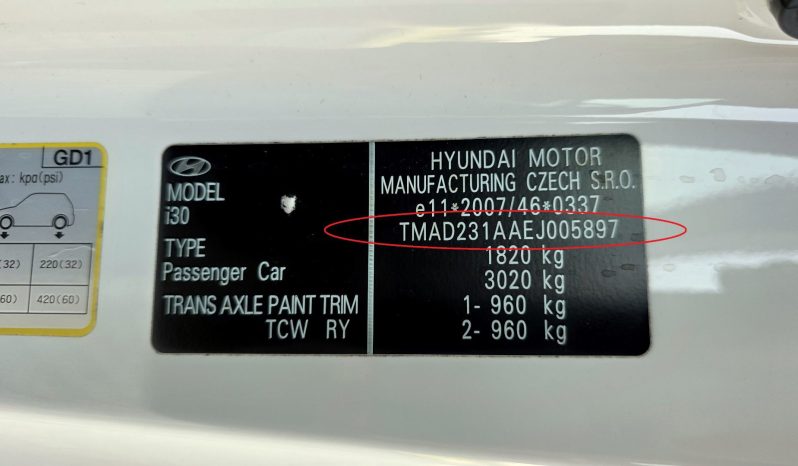 GD1
ax: kpa(psi)
(32) 220(32)
60) 420(60)
MODEL
i30
TYPE
Passenger Car
TRANS AXLE PAINT TRIM
TCW RY
HYUNDAI MOTOR
MANUFACTURING CZECH S.R.O.
e11*2007/46*0337
TMAD231AAEJ005897
1820 kg
3020 kg
1- 960 kg
2- 960 kg